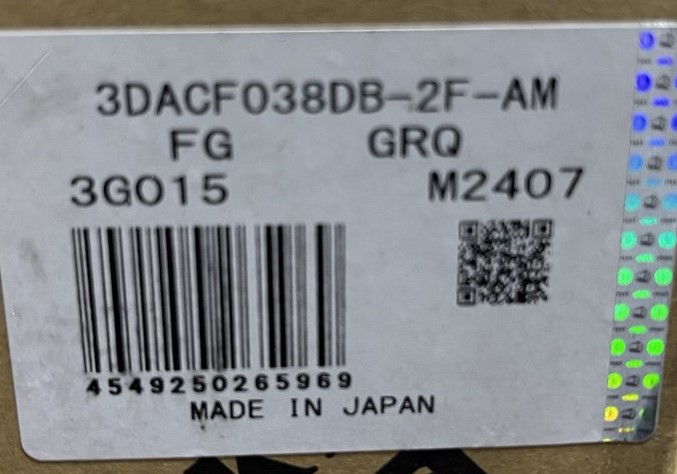 3DACF038DB-2F-AM
FG GRQ
3G015 M2407
4549250265969
MADE IN JAPAN